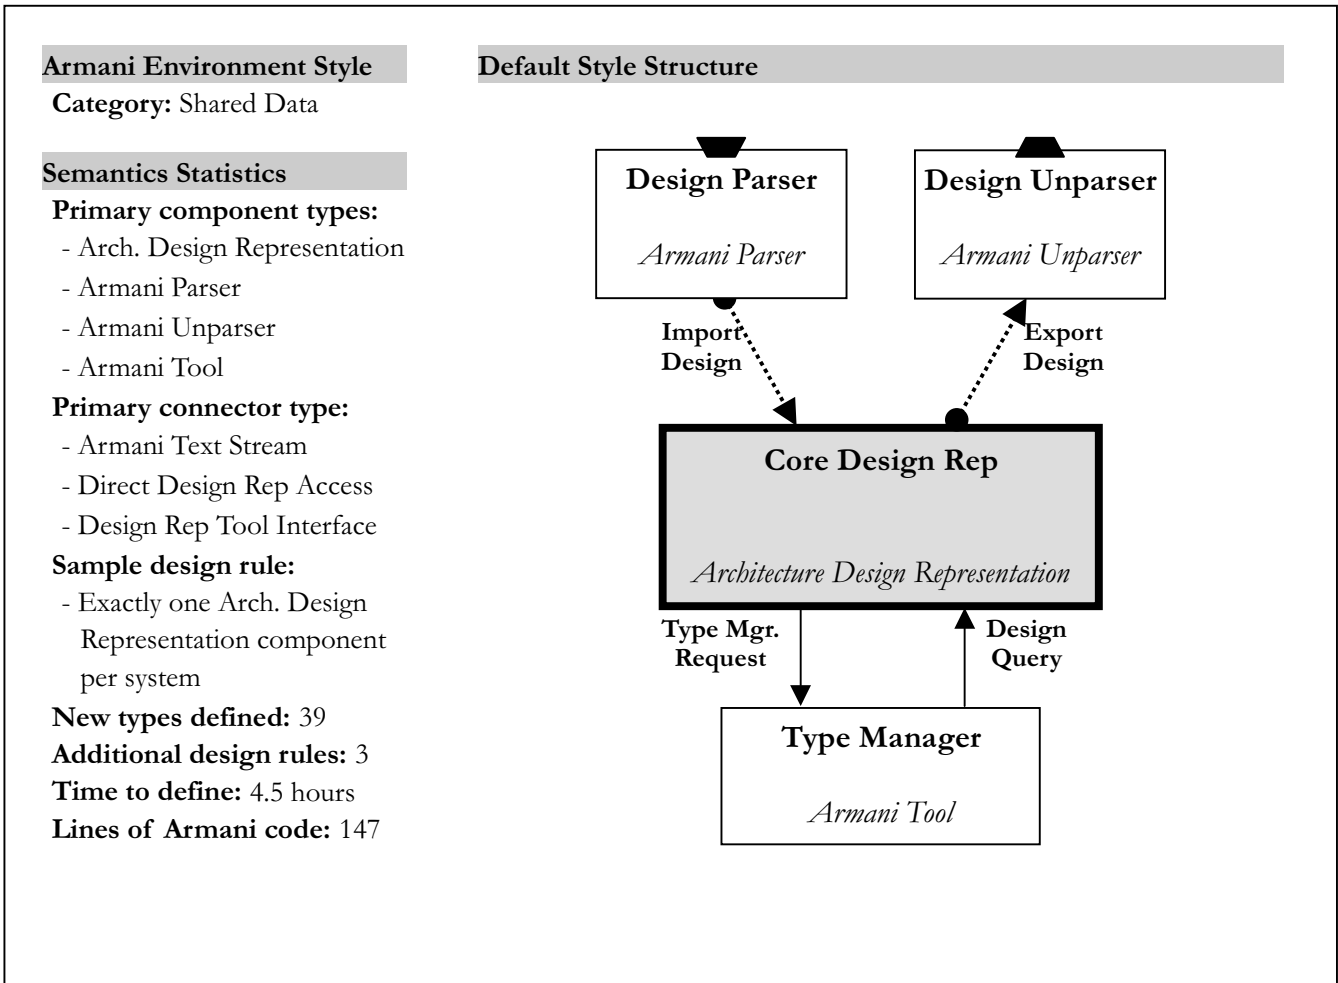 Armani Environment Style
Category: Shared Data
Semantics Statistics
Primary component types:
- Arch. Design Representation
- Armani Parser
- Armani Unparser
- Armani Tool
Primary connector type:
- Armani Text Stream
- Direct Design Rep Access
- Design Rep Tool Interface
Sample design rule:
- Exactly one Arch. Design
Representation component
per system
New types defined: 39
Additional design rules: 3
Time to define: 4.5 hours
Lines of Armani code: 147
Default Style Structure
Design Parser
Armani Parser
Design Unparser
Armani Unparser
Import
Design
Export
Design
Core Design Rep
Architecture Design Representation
Type Mgr.
Request
Design
Query
Type Manager
Armani Tool